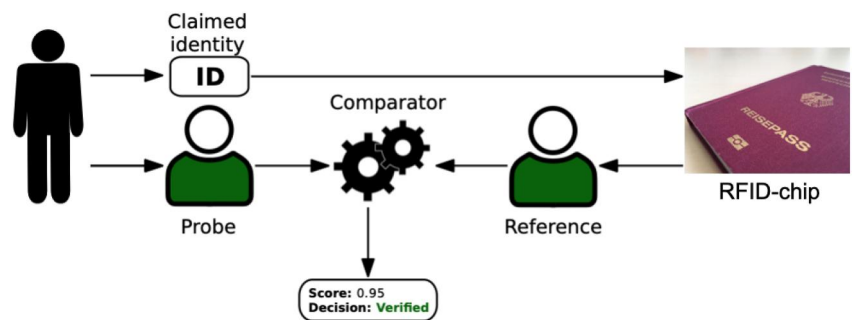 Claimed
identity
ID
Comparator
REISEPASS
RFID-chip
Probe
Reference
Score: 0.95
Decision: Verified